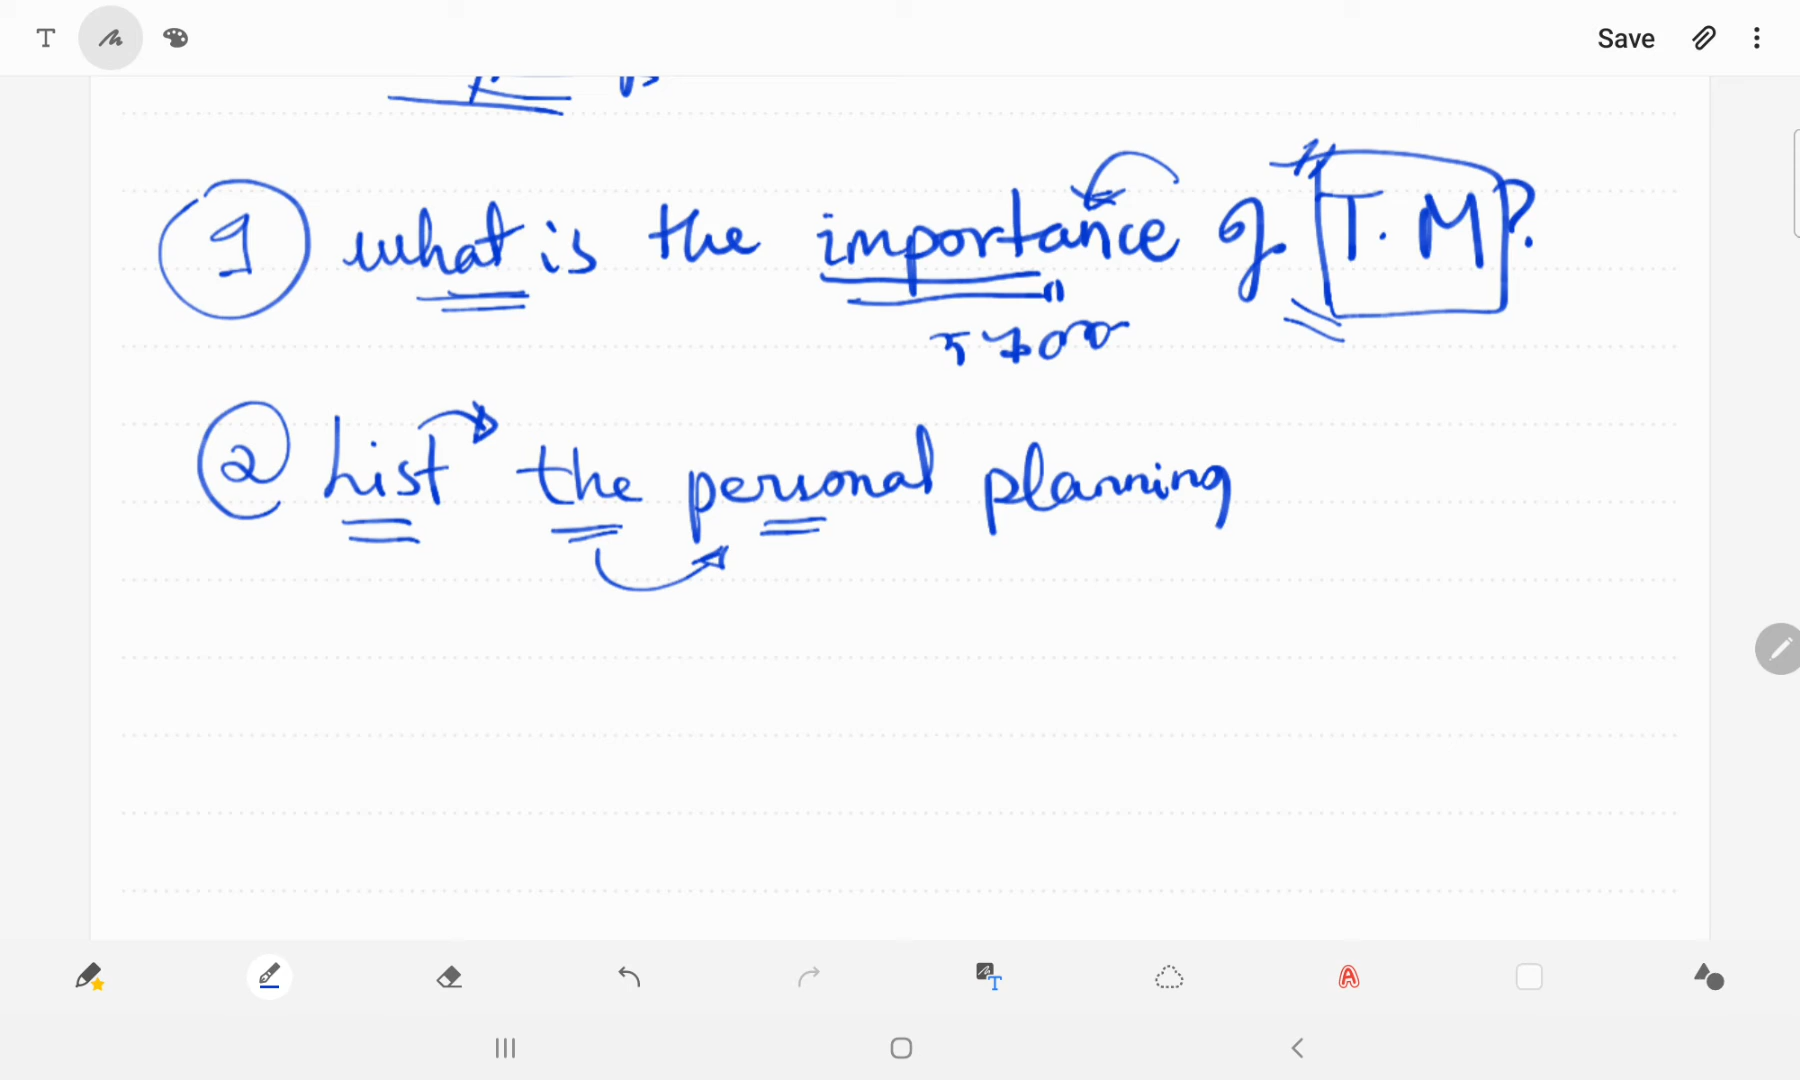 Save
1 what is the importance of T.M?
2 List the personal planning